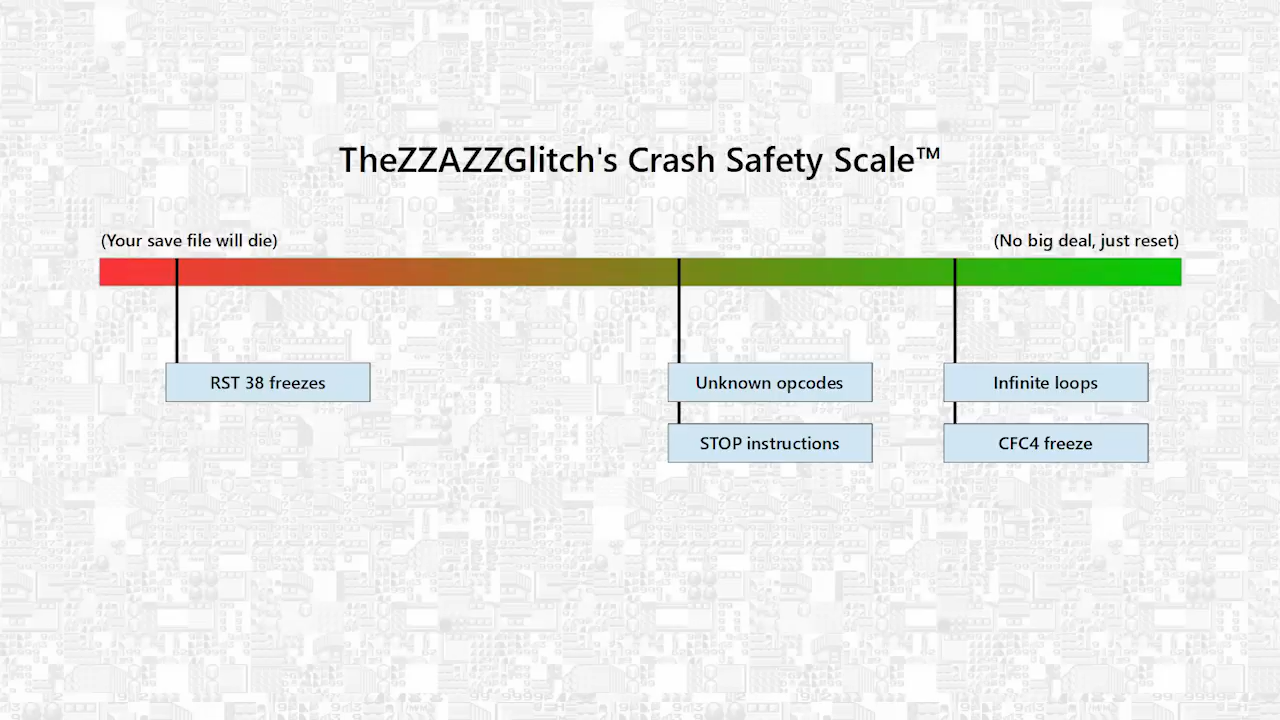 TheZZAZZGlitch's Crash Safety Scale™
(Your save file will die)
(No big deal, just reset)
RST 38 freezes
Unknown opcodes
Infinite loops
STOP instructions
CFC4 freeze